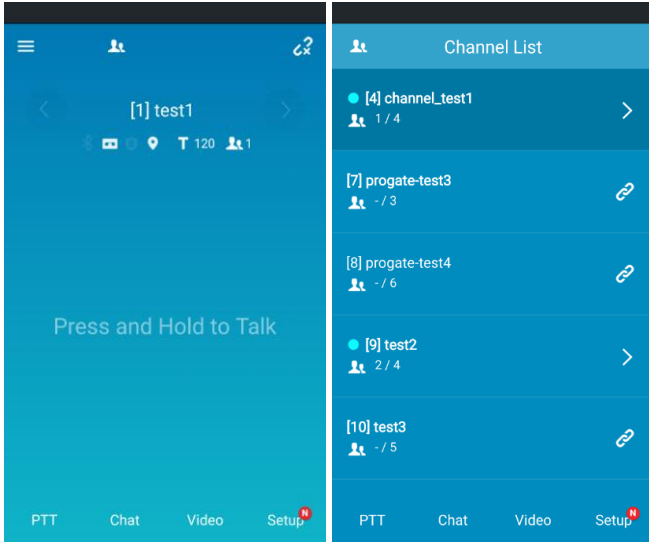 [1] test1
T 120 1
Press and Hold to Talk
PTT Chat Video Setup N
Channel List
[4] channel_test1
1 / 4
[7] progate-test3
- / 3
[8] progate-test4
- / 6
[9] test2
2 / 4
[10] test3
- / 5
PTT Chat Video Setup N